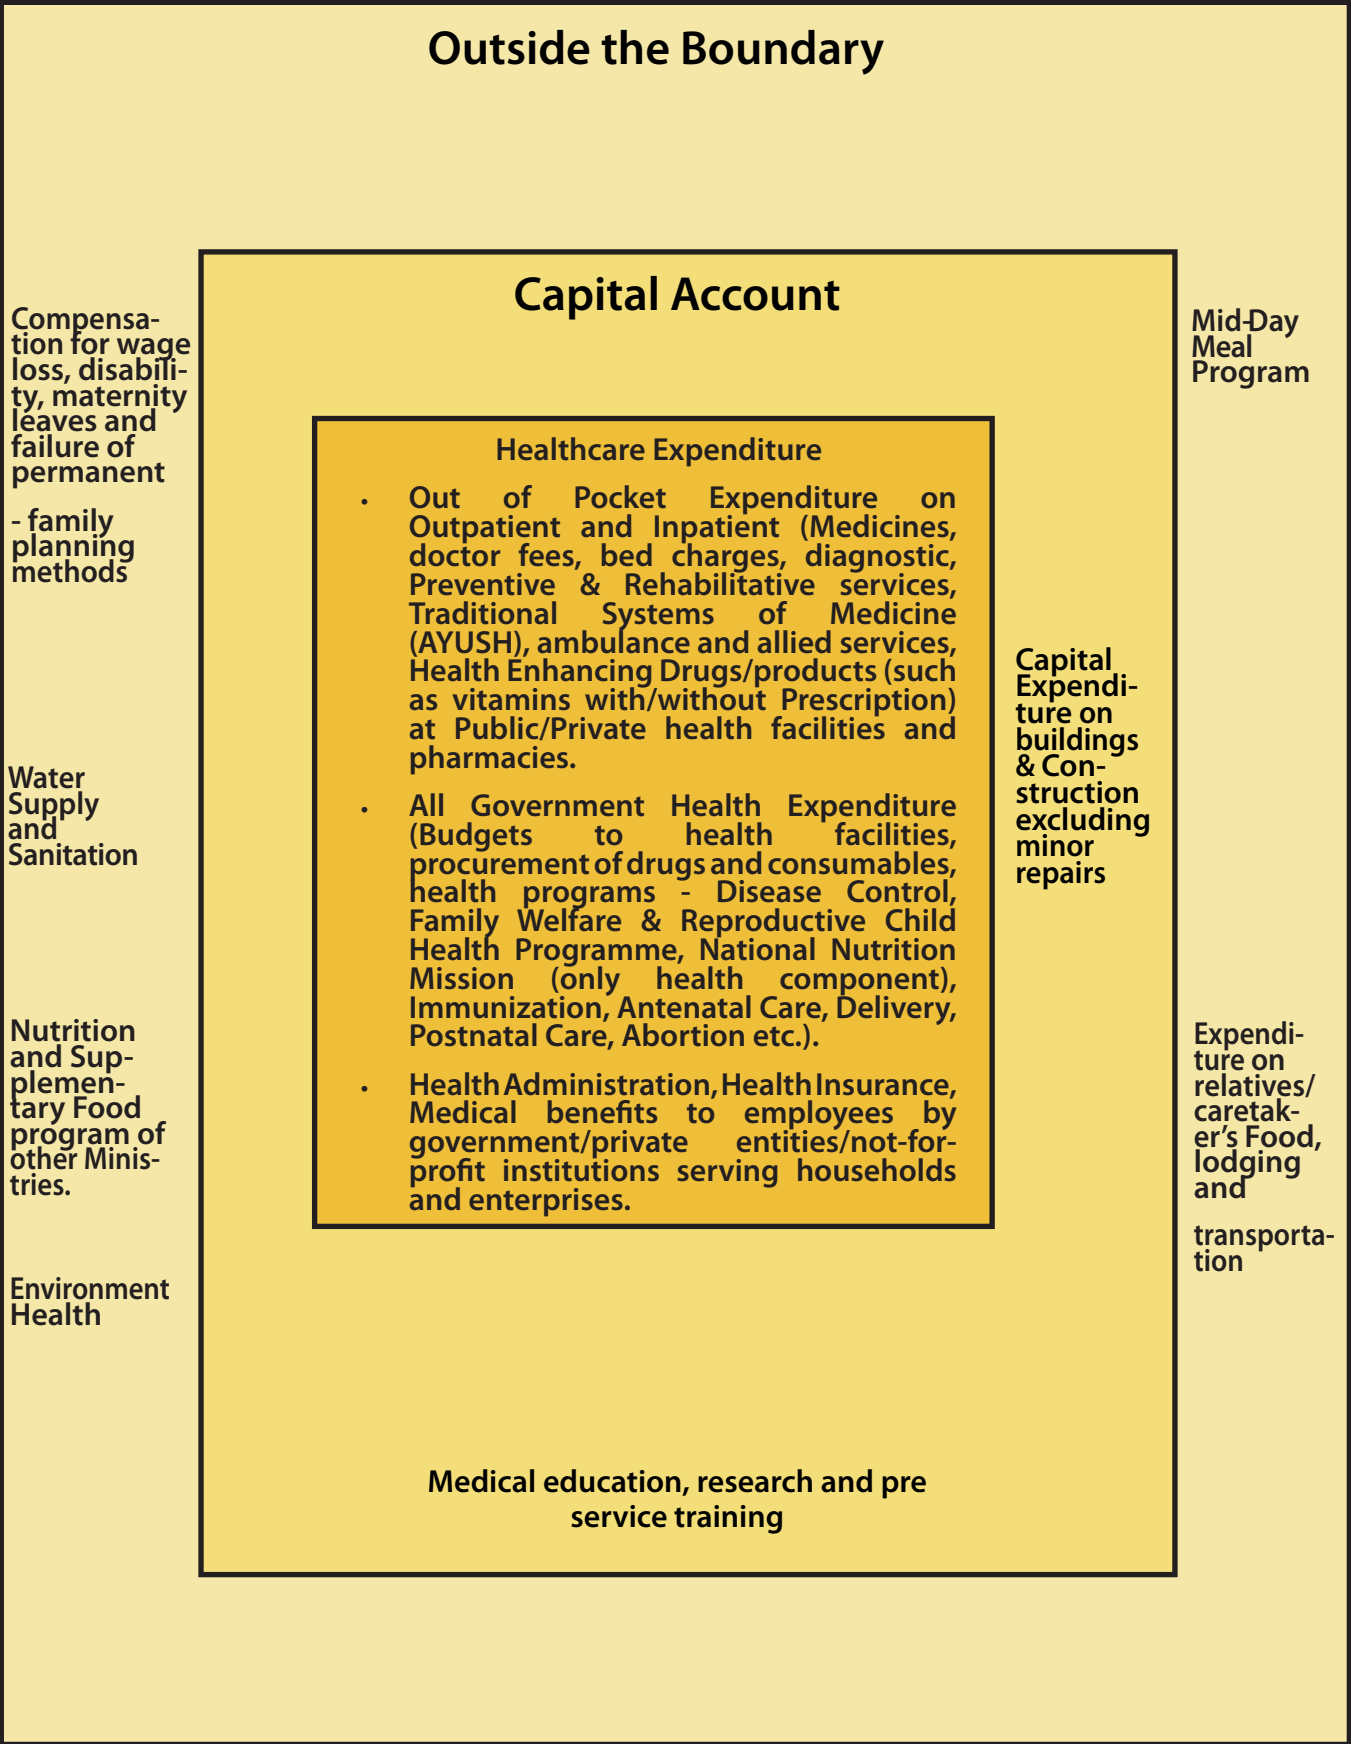 Outside the Boundary
Capital Account
Compensa-
tion for wage
loss, disabili-
ty, maternity
leaves and
failure of
permanent
- family
planning
methods
Water
Supply
and
Sanitation
Nutrition
and Sup-
plemen-
tary Food
program of
other Minis-
tries.
Environment
Health
Healthcare Expenditure
• Out of Pocket Expenditure on
Outpatient and Inpatient (Medicines,
doctor fees, bed charges, diagnostic,
Preventive & Rehabilitative services,
Traditional Systems of Medicine
(AYUSH), ambulance and allied services,
Health Enhancing Drugs/products (such
as vitamins with/without Prescription)
at Public/Private health facilities and
pharmacies.
• All Government Health Expenditure
(Budgets to health facilities,
procurement of drugs and consumables,
health programs - Disease Control,
Family Welfare & Reproductive Child
Health Programme, National Nutrition
Mission (only health component),
Immunization, Antenatal Care, Delivery,
Postnatal Care, Abortion etc.).
• Health Administration, Health Insurance,
Medical benefits to employees by
government/private entities/not-for-
profit institutions serving households
and enterprises.
Capital
Expendi-
ture on
buildings
& Con-
struction
excluding
minor
repairs
Medical education, research and pre
service training
Mid-Day
Meal
Program
Expendi-
ture on
relatives/
caretak-
er's Food,
lodging
and
transporta-
tion